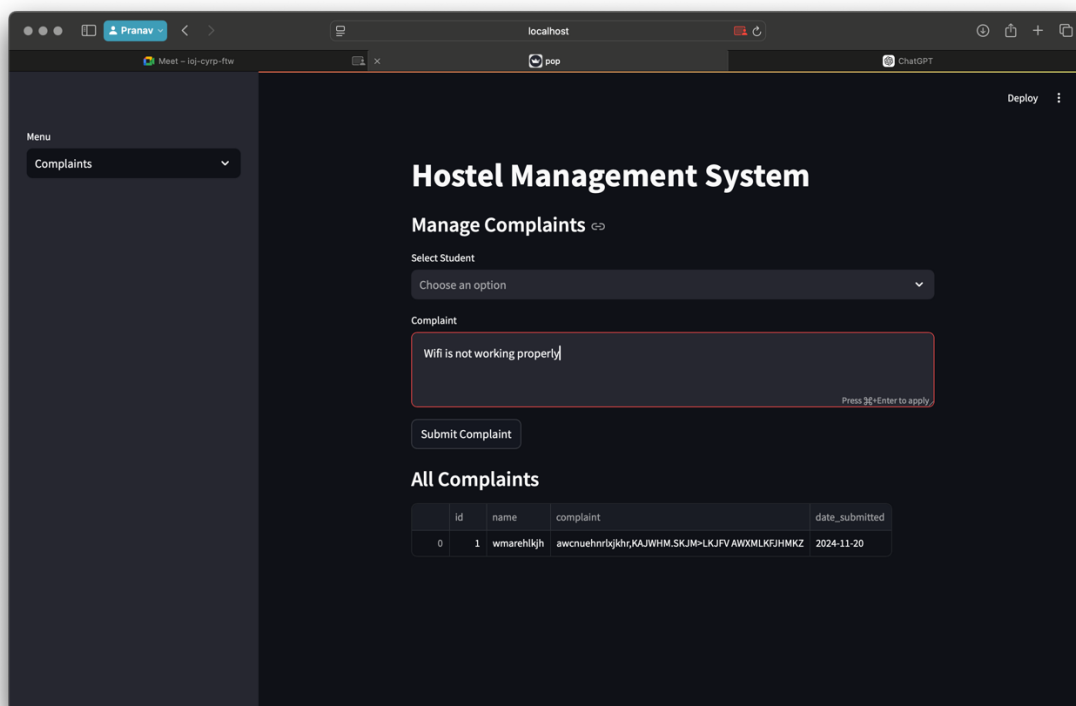 Pranav
localhost
Meet – ioj-cyrp-ftw
pop
ChatGPT
Deploy
Menu
Complaints
Hostel Management System
Manage Complaints
Select Student
Choose an option
Complaint
Wifi is not working properly
Press ⌘+Enter to apply
Submit Complaint
All Complaints
id name complaint date_submitted
0 1 wmarehlkjh awcnuehnrlxjkhr,KAJWHM.SKJM>LKJFV AWXMLKFJHMKZ 2024-11-20